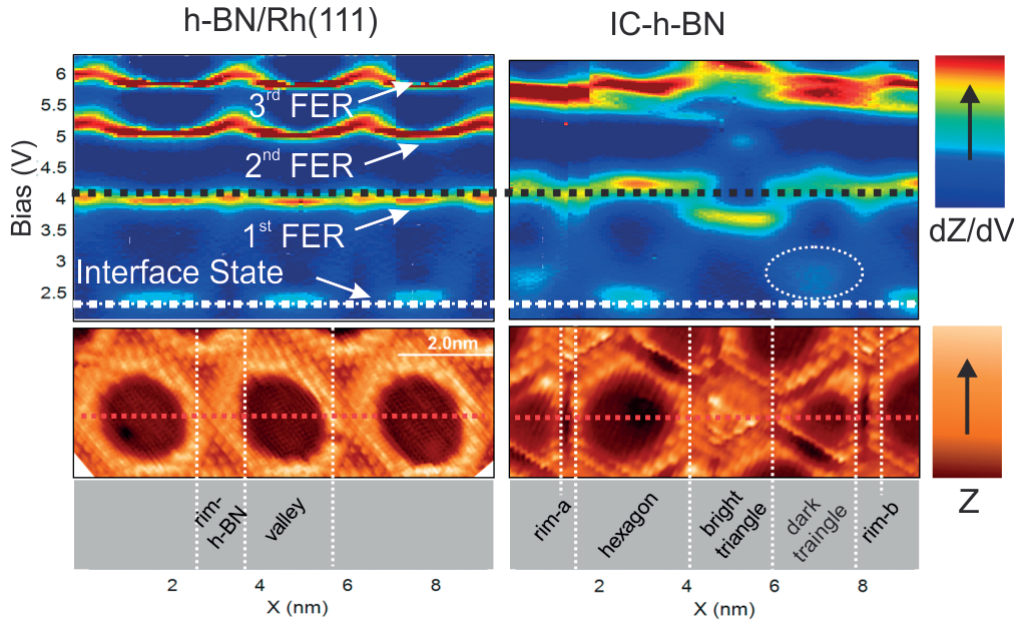 h-BN/Rh(111)
IC-h-BN
Bias (V)
6
5.5
5
4.5
4
3.5
3
2.5
3rd FER
2nd FER
1st FER
Interface State
dZ/dV
2.0nm
Z
rim-
h-BN
valley
rim-a
hexagon
bright
triangle
dark
traingle
rim-b
2 4 6 8
X (nm)
2 4 6 8
X (nm)